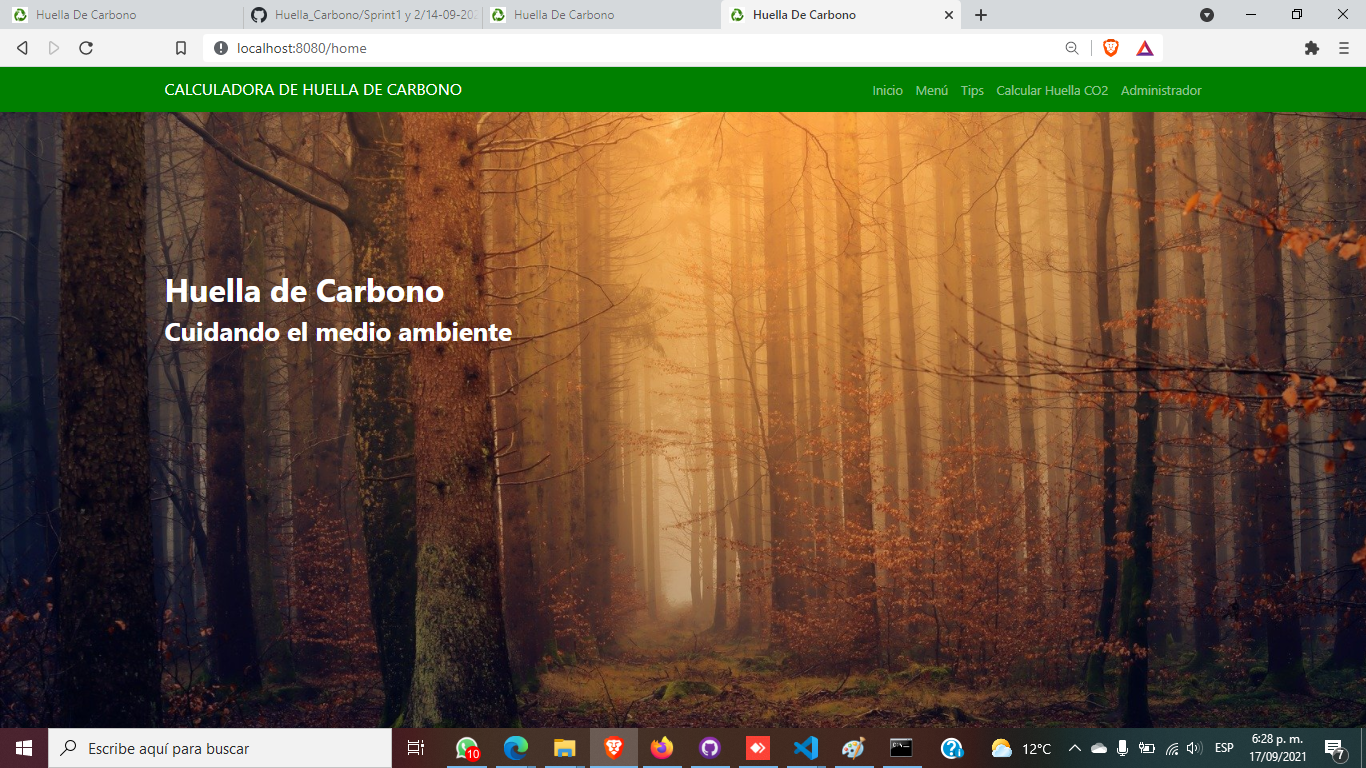 Huella De Carbono
Huella_Carbono/Sprint1 y 2/14-09-202
Huella De Carbono
Huella De Carbono
localhost:8080/home
CALCULADORA DE HUELLA DE CARBONO
Inicio Menú Tips Calcular Huella CO2 Administrador
Huella de Carbono
Cuidando el medio ambiente
Escribe aquí para buscar
10
12°C
ESP
6:28 p. m.
17/09/2021
7